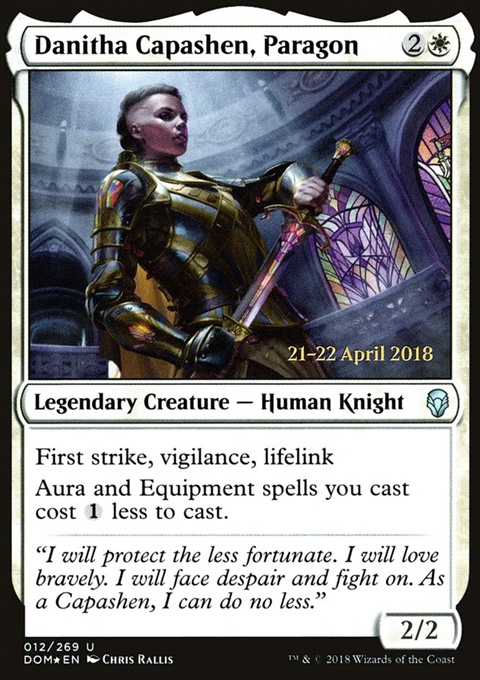 Danitha Capashen, Paragon 2
21–22 April 2018
Legendary Creature — Human Knight
First strike, vigilance, lifelink
Aura and Equipment spells you cast
cost 1 less to cast.
“I will protect the less fortunate. I will love
bravely. I will face despair and fight on. As
a Capashen, I can do no less.”
2/2
012/269 U
DOM★EN Chris Rallis
™ & © 2018 Wizards of the Coast